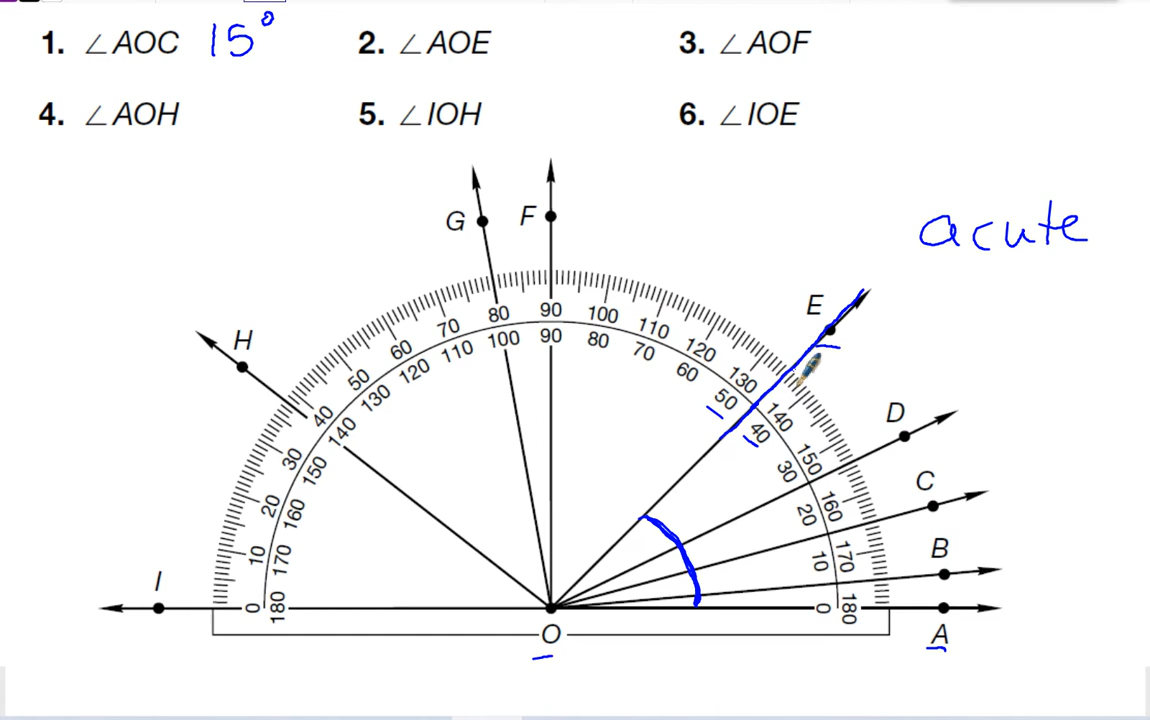 1. ∠AOC 15° 2. ∠AOE 3. ∠AOF
4. ∠AOH 5. ∠IOH 6. ∠IOE
acute
G F
E
H
D
C
B
I
A
O
0 10 20 30 40 50 60 70 80 90 100 110 120 130 140 150 160 170 180
180 170 160 150 140 130 120 110 100 90 80 70 60 50 40 30 20 10 0